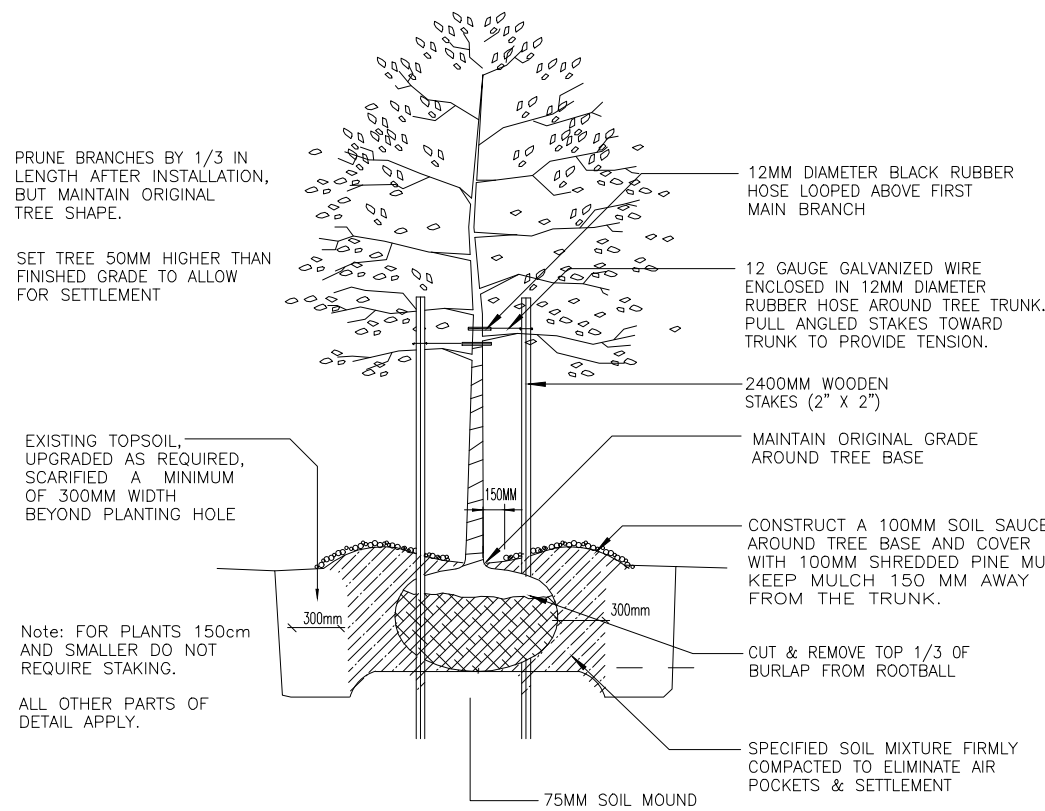 PRUNE BRANCHES BY 1/3 IN
LENGTH AFTER INSTALLATION,
BUT MAINTAIN ORIGINAL
TREE SHAPE.
SET TREE 50MM HIGHER THAN
FINISHED GRADE TO ALLOW
FOR SETTLEMENT
EXISTING TOPSOIL,
UPGRADED AS REQUIRED,
SCARIFIED A MINIMUM
OF 300MM WIDTH
BEYOND PLANTING HOLE
Note: FOR PLANTS 150cm
AND SMALLER DO NOT
REQUIRE STAKING.
ALL OTHER PARTS OF
DETAIL APPLY.
150MM
300mm
300mm
12MM DIAMETER BLACK RUBBER
HOSE LOOPED ABOVE FIRST
MAIN BRANCH
12 GAUGE GALVANIZED WIRE
ENCLOSED IN 12MM DIAMETER
RUBBER HOSE AROUND TREE TRUNK.
PULL ANGLED STAKES TOWARD
TRUNK TO PROVIDE TENSION.
2400MM WOODEN
STAKES (2" X 2")
MAINTAIN ORIGINAL GRADE
AROUND TREE BASE
CONSTRUCT A 100MM SOIL SAUCE
AROUND TREE BASE AND COVER
WITH 100MM SHREDDED PINE MU
KEEP MULCH 150 MM AWAY
FROM THE TRUNK.
CUT & REMOVE TOP 1/3 OF
BURLAP FROM ROOTBALL
SPECIFIED SOIL MIXTURE FIRMLY
COMPACTED TO ELIMINATE AIR
POCKETS & SETTLEMENT
75MM SOIL MOUND